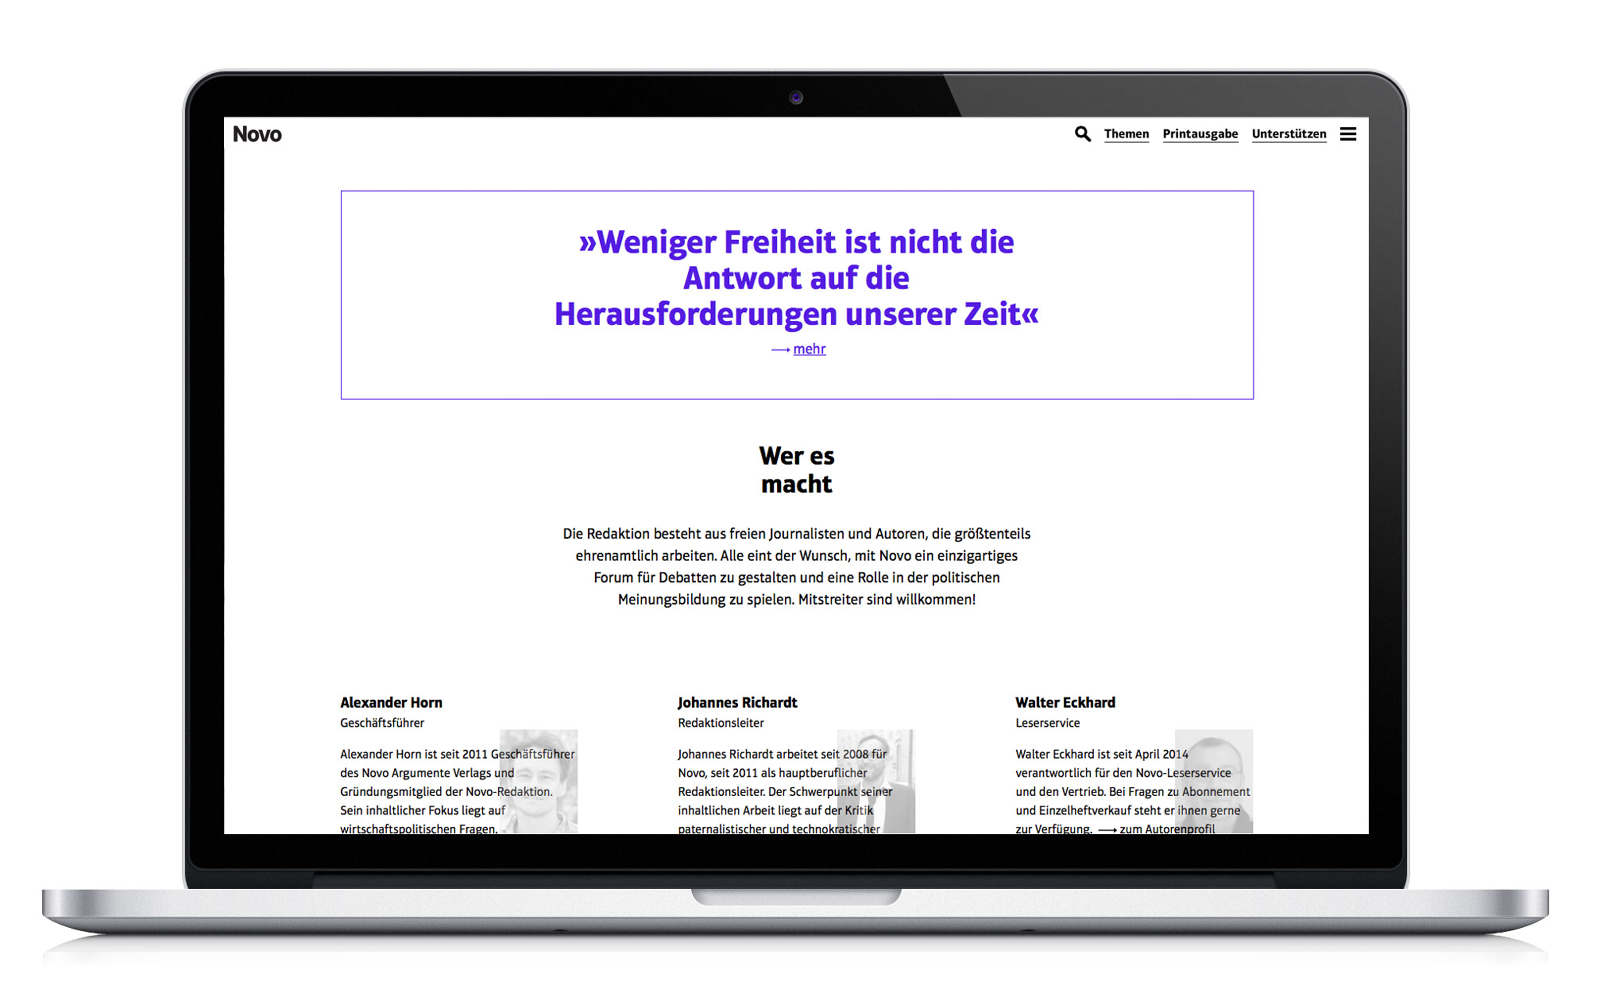 Novo
Themen Printausgabe Unterstützen
»Weniger Freiheit ist nicht die
Antwort auf die
Herausforderungen unserer Zeit«
⟶ mehr
Wer es
macht
Die Redaktion besteht aus freien Journalisten und Autoren, die größtenteils
ehrenamtlich arbeiten. Alle eint der Wunsch, mit Novo ein einzigartiges
Forum für Debatten zu gestalten und eine Rolle in der politischen
Meinungsbildung zu spielen. Mitstreiter sind willkommen!
Alexander Horn
Geschäftsführer
Alexander Horn ist seit 2011 Geschäftsführer
des Novo Argumente Verlags und
Gründungsmitglied der Novo-Redaktion.
Sein inhaltlicher Fokus liegt auf
wirtschaftspolitischen Fragen.
Johannes Richardt
Redaktionsleiter
Johannes Richardt arbeitet seit 2008 für
Novo, seit 2011 als hauptberuflicher
Redaktionsleiter. Der Schwerpunkt seiner
inhaltlichen Arbeit liegt auf der Kritik
paternalistischer und technokratischer
Walter Eckhard
Leserservice
Walter Eckhard ist seit April 2014
verantwortlich für den Novo-Leserservice
und den Vertrieb. Bei Fragen zu Abonnement
und Einzelheftverkauf steht er ihnen gerne
zur Verfügung. ⟶ zum Autorenprofil